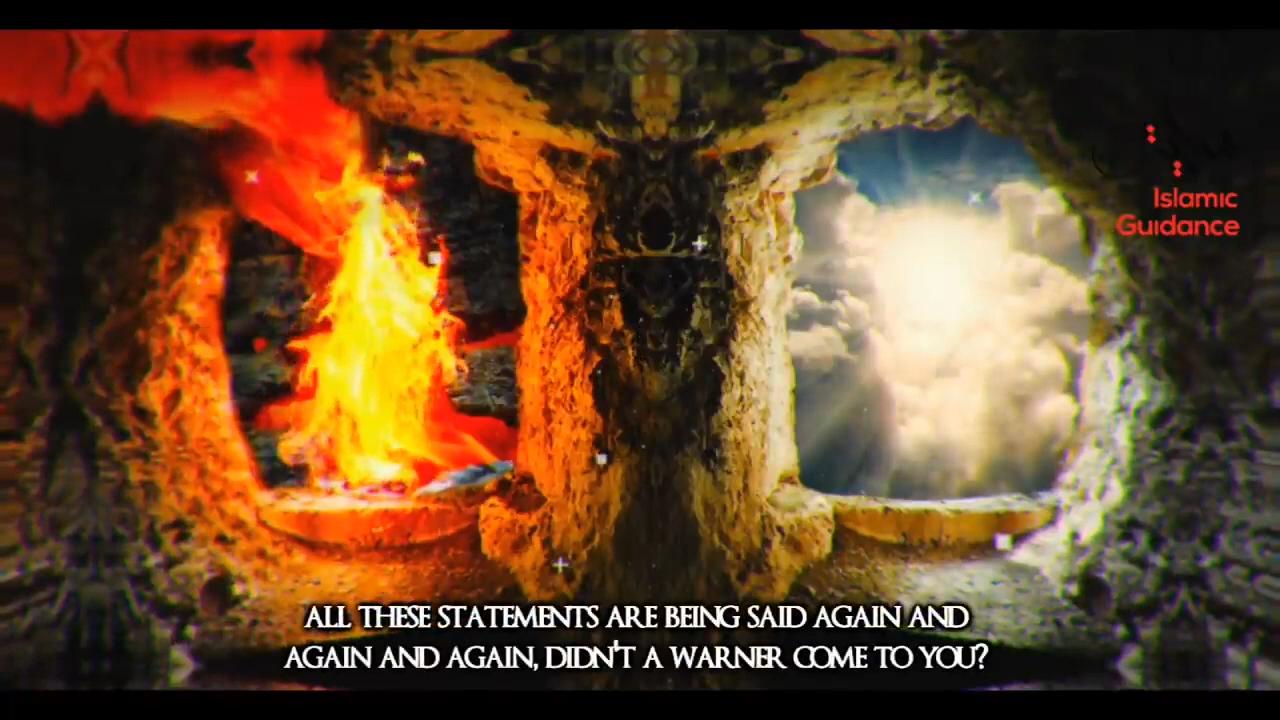 Islamic
Guidance
ALL THESE STATEMENTS ARE BEING SAID AGAIN AND
AGAIN AND AGAIN, DIDN'T A WARNER COME TO YOU?